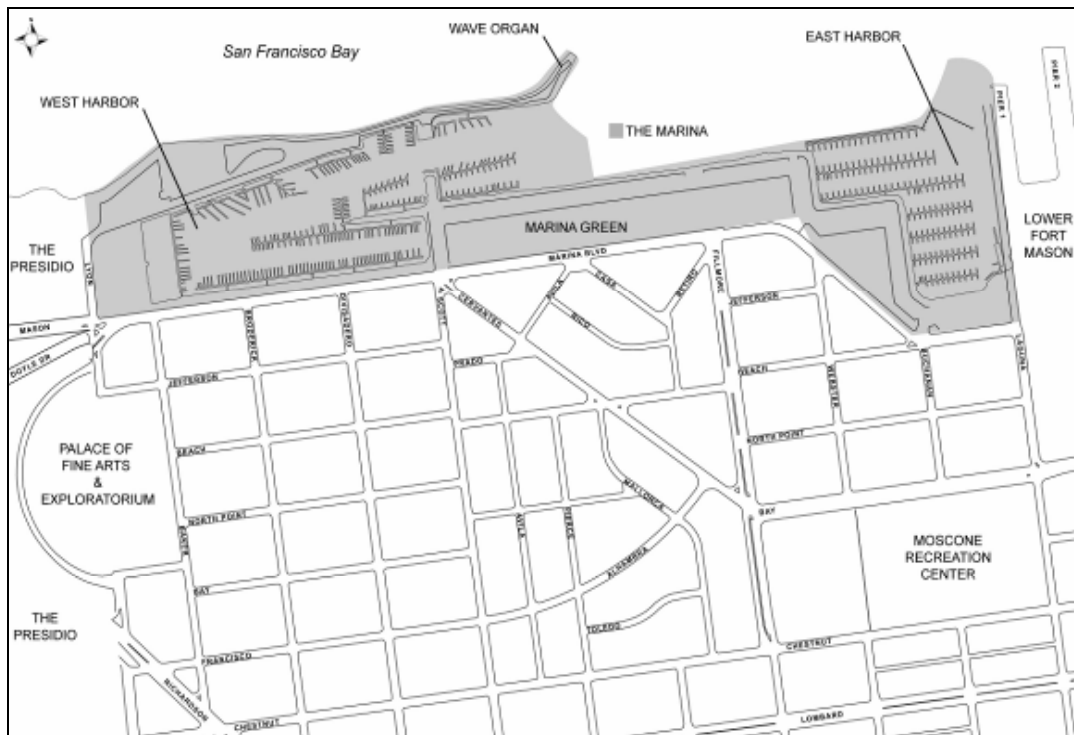 San Francisco Bay
WAVE ORGAN
EAST HARBOR
PIER 2
PIER 1
WEST HARBOR
THE MARINA
MARINA GREEN
THE
PRESIDIO
LOWER
FORT
MASON
LYON
MARINA BLVD
CASA
RETIRO
FILLMORE
AVILA
RICO
CERVANTES
SCOTT
DIVISADERO
BRODERICK
MASON
DOYLE DR
JEFFERSON
JEFFERSON
PRADO
BEACH
WEBSTER
BUCHANAN
LAGUNA
PALACE OF
FINE ARTS
&
EXPLORATORIUM
BEACH
NORTH POINT
NORTH POINT
MALLORCA
BAY
BAKER
AVILA
PIERCE
ALHAMBRA
MOSCONE
RECREATION
CENTER
BAY
THE
PRESIDIO
TOLEDO
CHESTNUT
FRANCISCO
RICHARDSON
CHESTNUT
LOMBARD